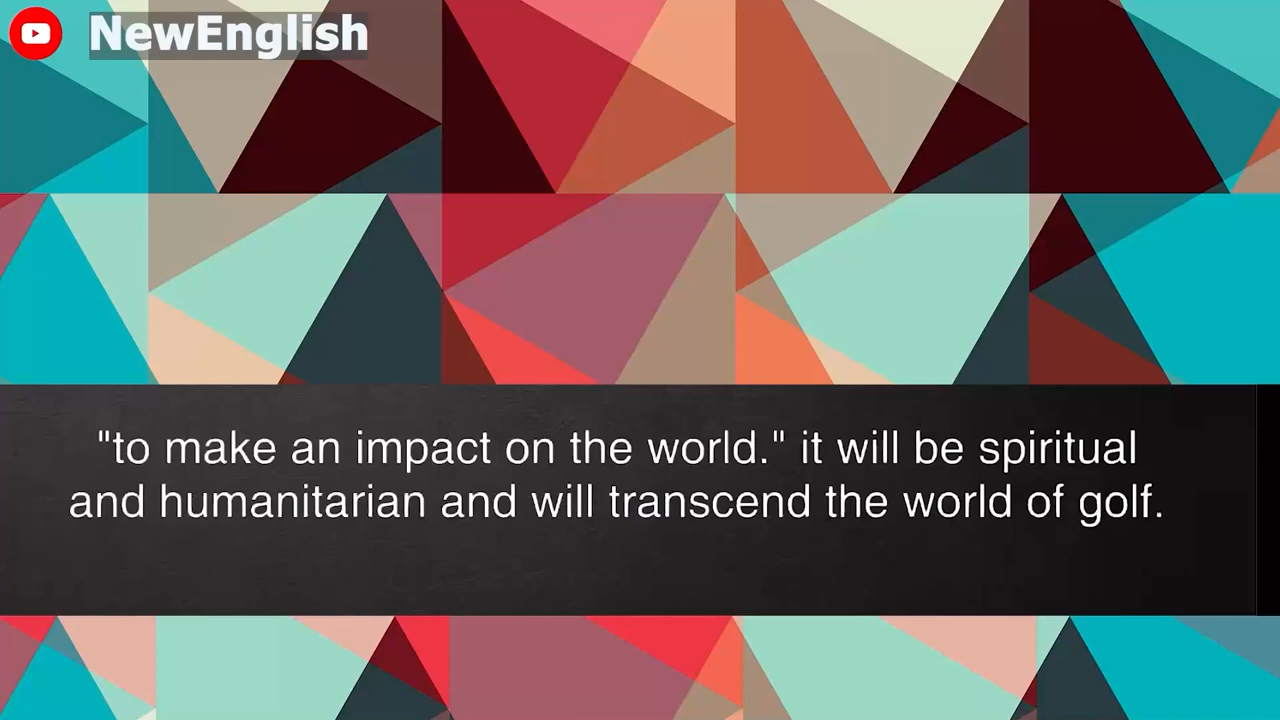 NewEnglish
"to make an impact on the world." it will be spiritual
and humanitarian and will transcend the world of golf.